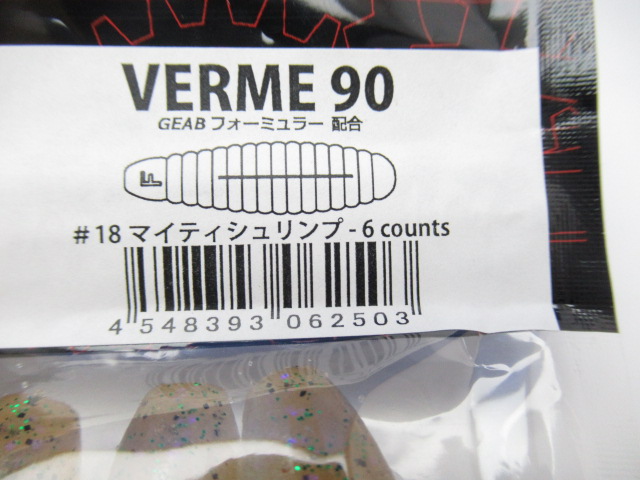 VERME 90
GEAB フォーミュラー 配合
F
#18 マイティシュリンプ - 6 counts
4 548393 062503